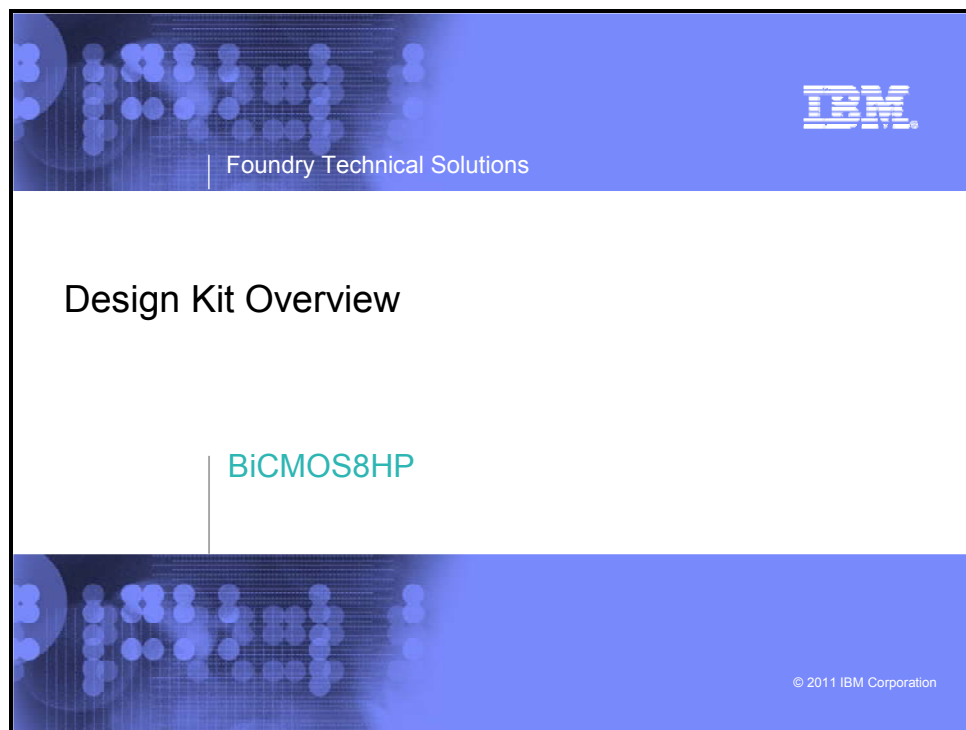 IBM
Foundry Technical Solutions
Design Kit Overview
BiCMOS8HP
© 2011 IBM Corporation